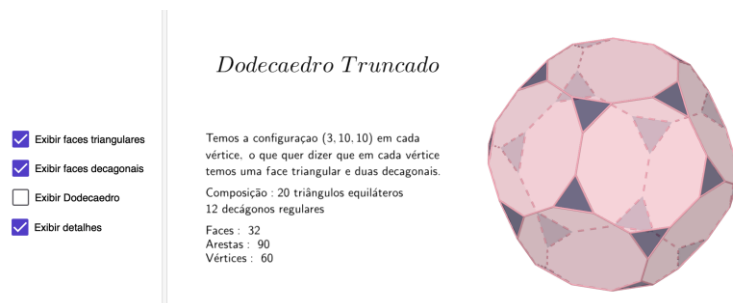 Dodecaedro Truncado
Exibir faces triangulares
Exibir faces decagonais
Exibir Dodecaedro
Exibir detalhes
Temos a configuraçao (3, 10, 10) em cada
vértice, o que quer dizer que em cada vértice
temos uma face triangular e duas decagonais.
Composição : 20 triângulos equiláteros
12 decágonos regulares
Faces : 32
Arestas : 90
Vértices : 60